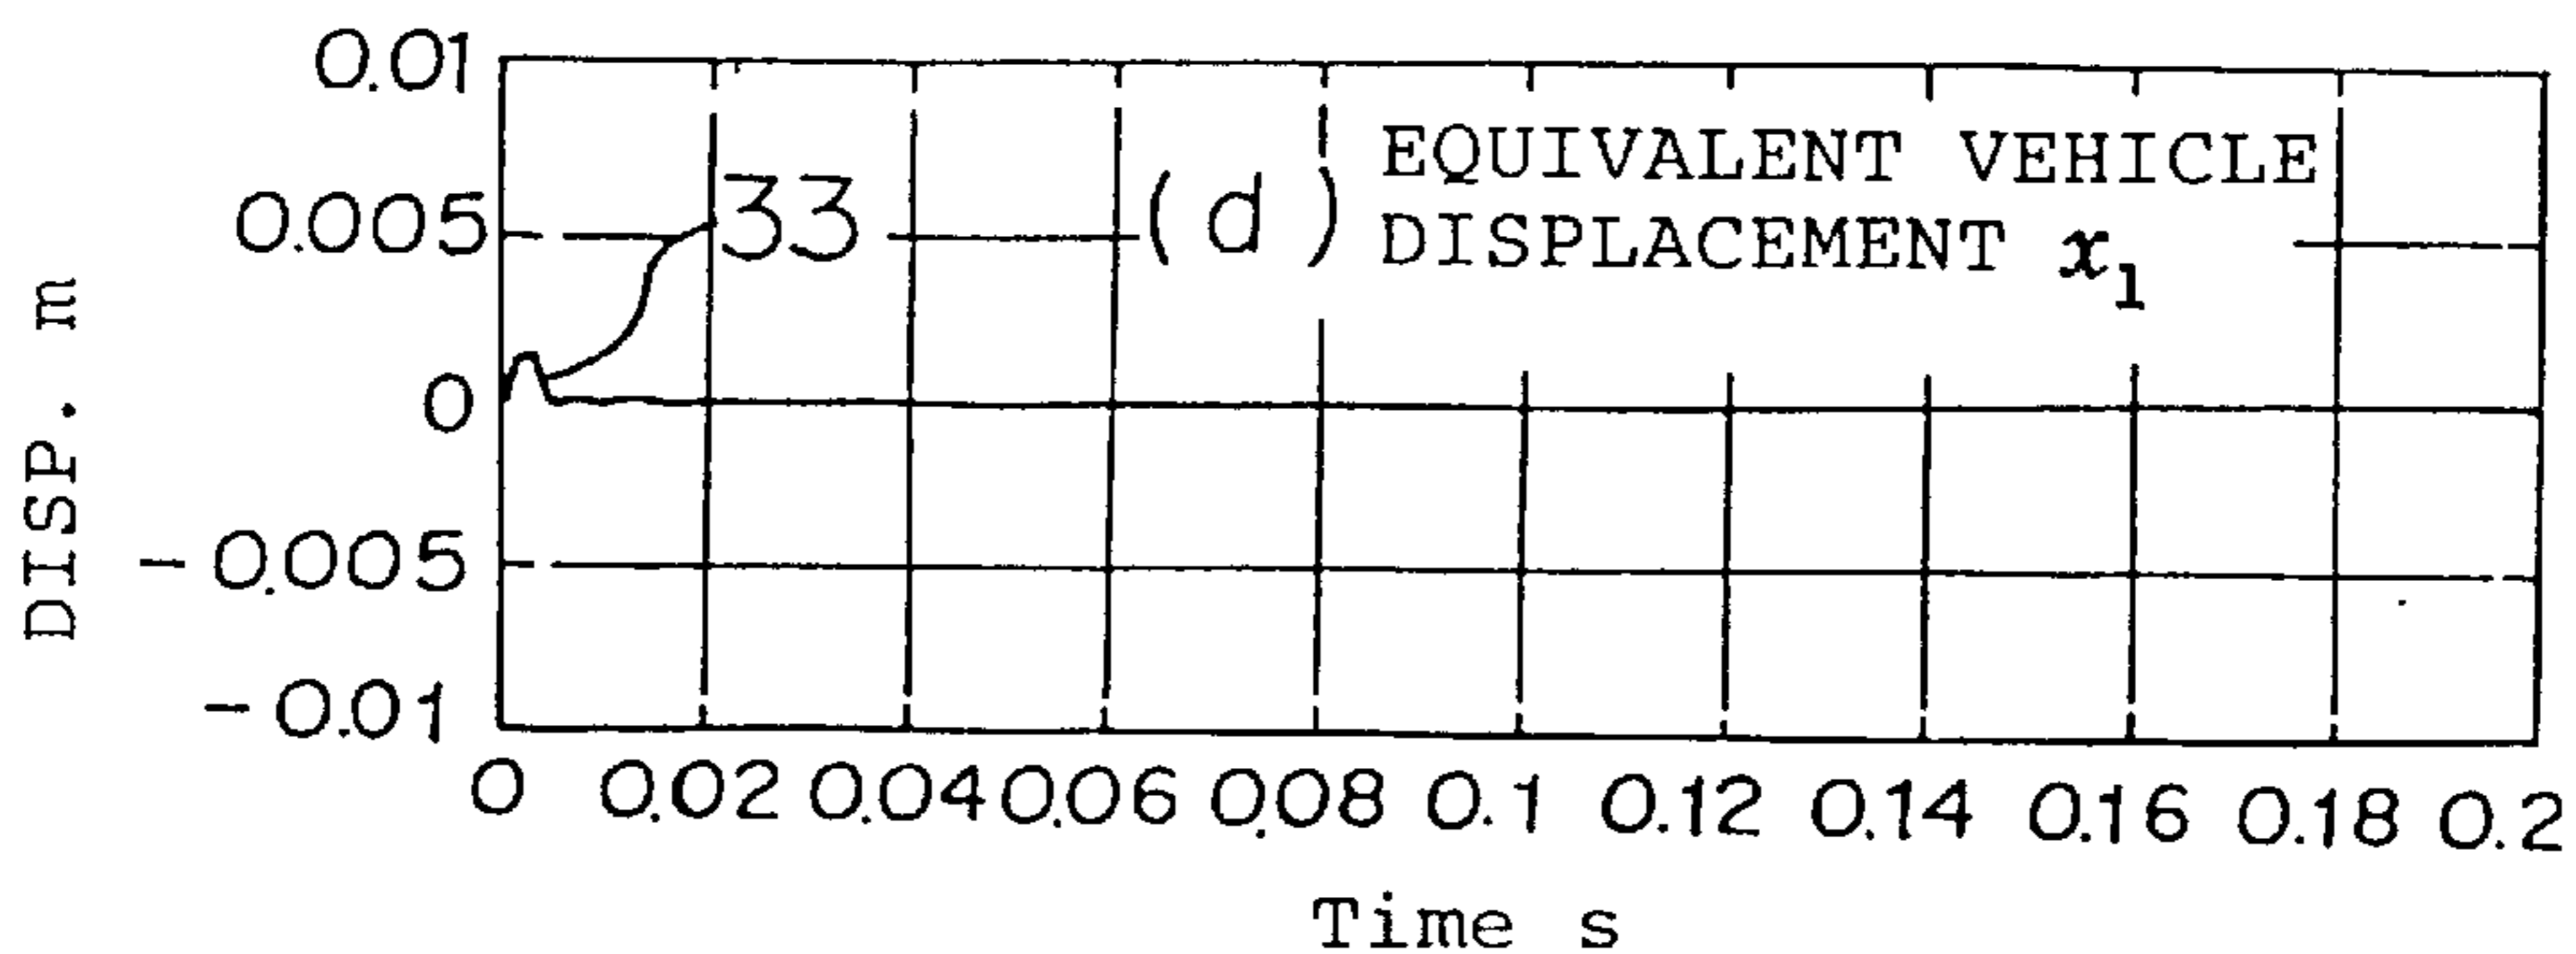 0.01
0.005
0
-0.005
-0.01
DISP. m
33
(d) EQUIVALENT VEHICLE
DISPLACEMENT x₁
0 0.02 0.04 0.06 0.08 0.1 0.12 0.14 0.16 0.18 0.2
Time s